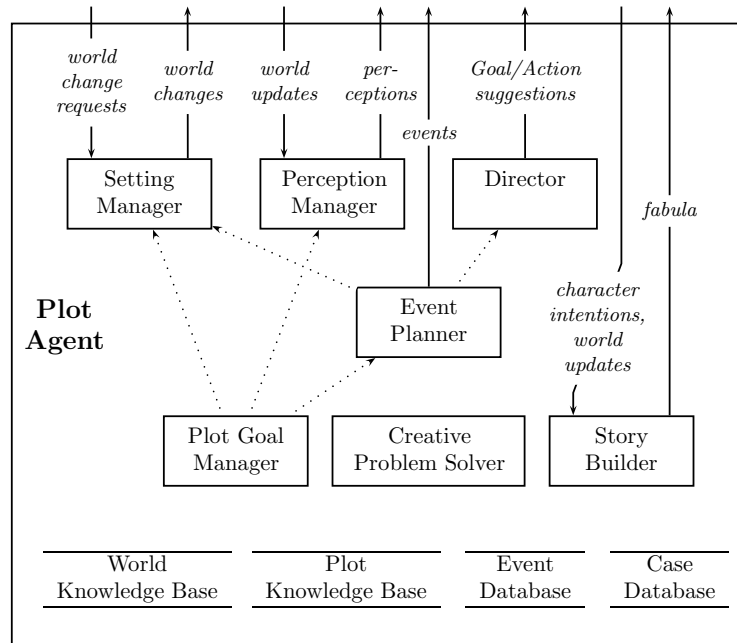 world
change
requests
world
changes
world
updates
per-
ceptions
events
Goal/Action
suggestions
Setting
Manager
Perception
Manager
Director
fabula
Plot
Agent
Event
Planner
character
intentions,
world
updates
Plot Goal
Manager
Creative
Problem Solver
Story
Builder
World
Knowledge Base
Plot
Knowledge Base
Event
Database
Case
Database